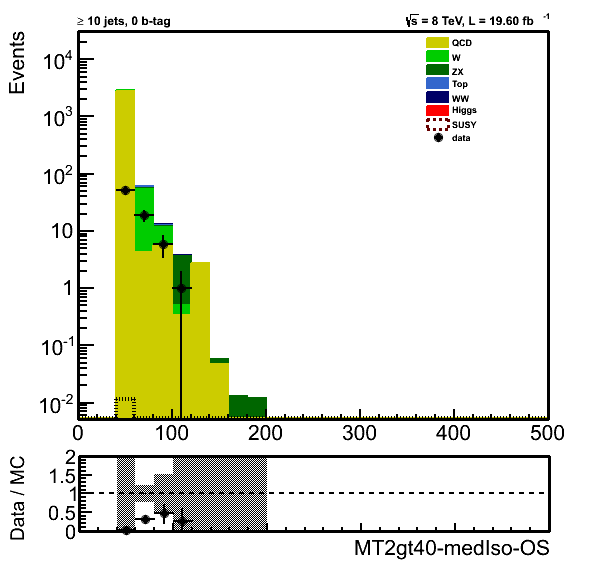 ≥ 10 jets, 0 b-tag
√s = 8 TeV, L = 19.60 fb⁻¹
Events
10⁴
10³
10²
10
1
10⁻¹
10⁻²
QCD
W
ZX
Top
WW
Higgs
SUSY
data
0 100 200 300 400 500
Data / MC
2
1.5
1
0.5
0
MT2gt40-medIso-OS